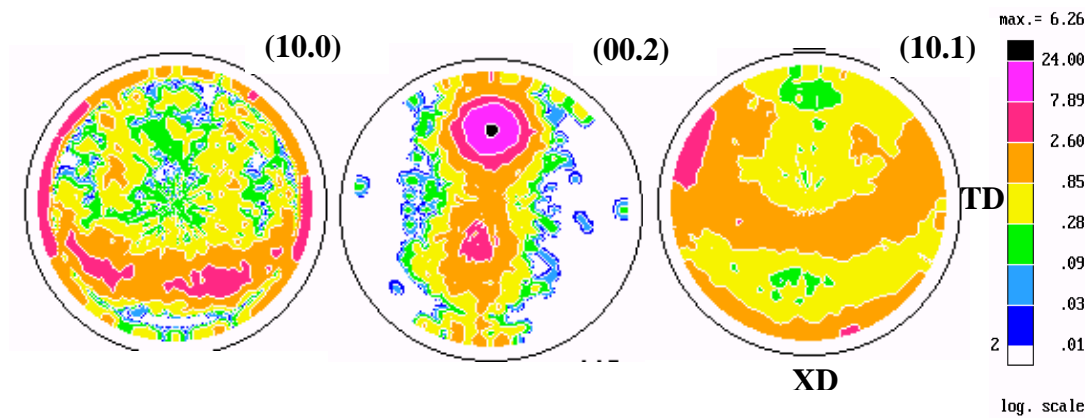 (10.0)
(00.2)
(10.1)
TD
XD
max.= 6.26
24.00
7.89
2.60
.85
.28
.09
.03
2 .01
log. scale